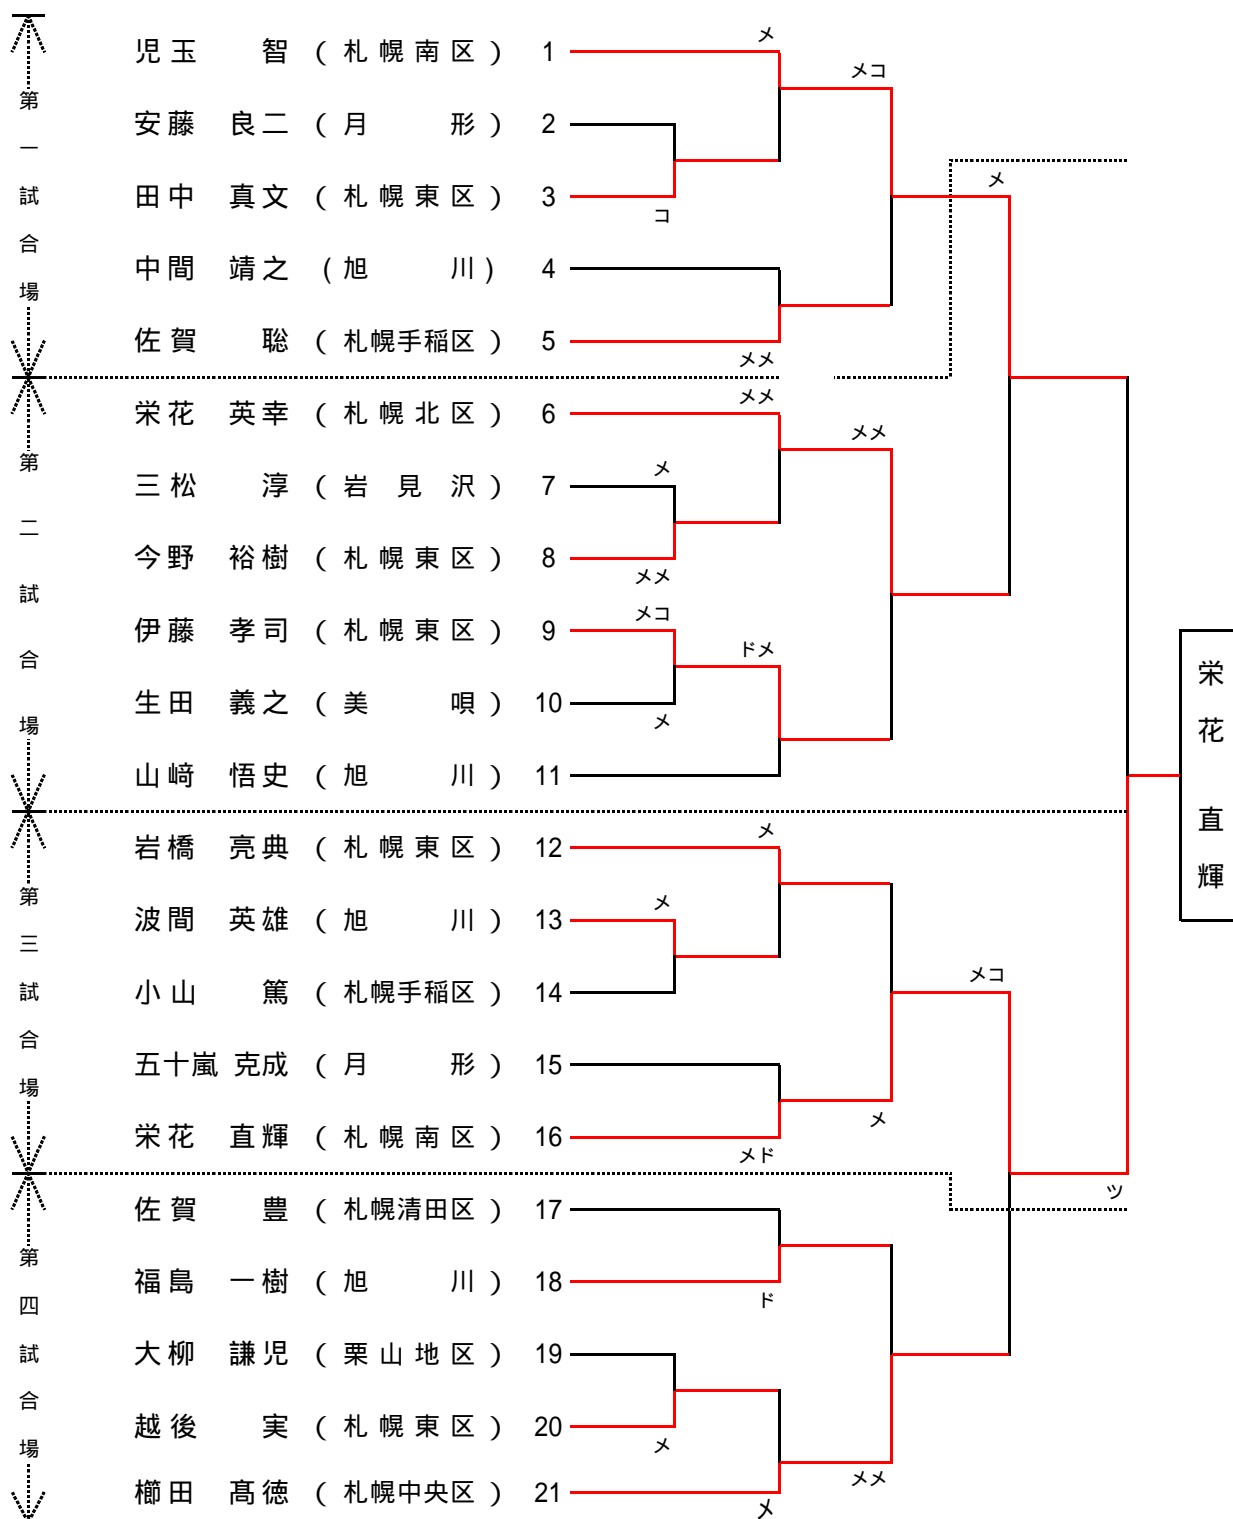 第一試合場
児玉 智 ( 札幌南区 ) 1 メ
メコ
安藤 良二 ( 月 形 ) 2
田中 真文 ( 札幌東区 ) 3 コ
メ
中間 靖之 ( 旭 川 ) 4
佐賀 聡 ( 札幌手稲区 ) 5 メメ
第二試合場
栄花 英幸 ( 札幌北区 ) 6 メメ
メメ
三松 淳 ( 岩見沢 ) 7 メ
今野 裕樹 ( 札幌東区 ) 8 メメ
伊藤 孝司 ( 札幌東区 ) 9 メコ
ドメ
生田 義之 ( 美 唄 ) 10 メ
山﨑 悟史 ( 旭 川 ) 11
栄花 直輝
第三試合場
岩橋 亮典 ( 札幌東区 ) 12 メ
波間 英雄 ( 旭 川 ) 13 メ
小山 篤 ( 札幌手稲区 ) 14
メコ
五十嵐 克成 ( 月 形 ) 15
メ
栄花 直輝 ( 札幌南区 ) 16 メド
第四試合場
佐賀 豊 ( 札幌清田区 ) 17
ツ
福島 一樹 ( 旭 川 ) 18 ド
大柳 謙児 ( 栗山地区 ) 19
越後 実 ( 札幌東区 ) 20 メ
メメ
櫛田 髙徳 ( 札幌中央区 ) 21 メ